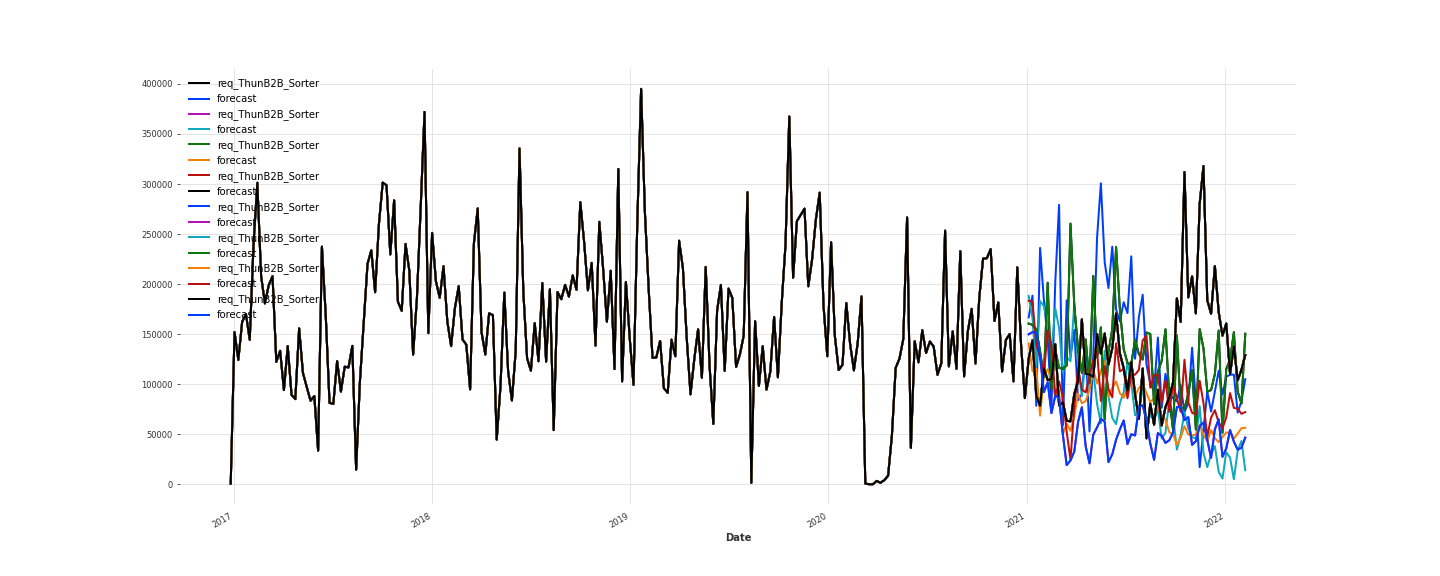 400000
350000
300000
250000
200000
150000
100000
50000
0
req_ThunB2B_Sorter
forecast
req_ThunB2B_Sorter
forecast
req_ThunB2B_Sorter
forecast
req_ThunB2B_Sorter
forecast
req_ThunB2B_Sorter
forecast
req_ThunB2B_Sorter
forecast
req_ThunB2B_Sorter
forecast
req_ThunB2B_Sorter
forecast
2017
2018
2019
2020
2021
2022
Date